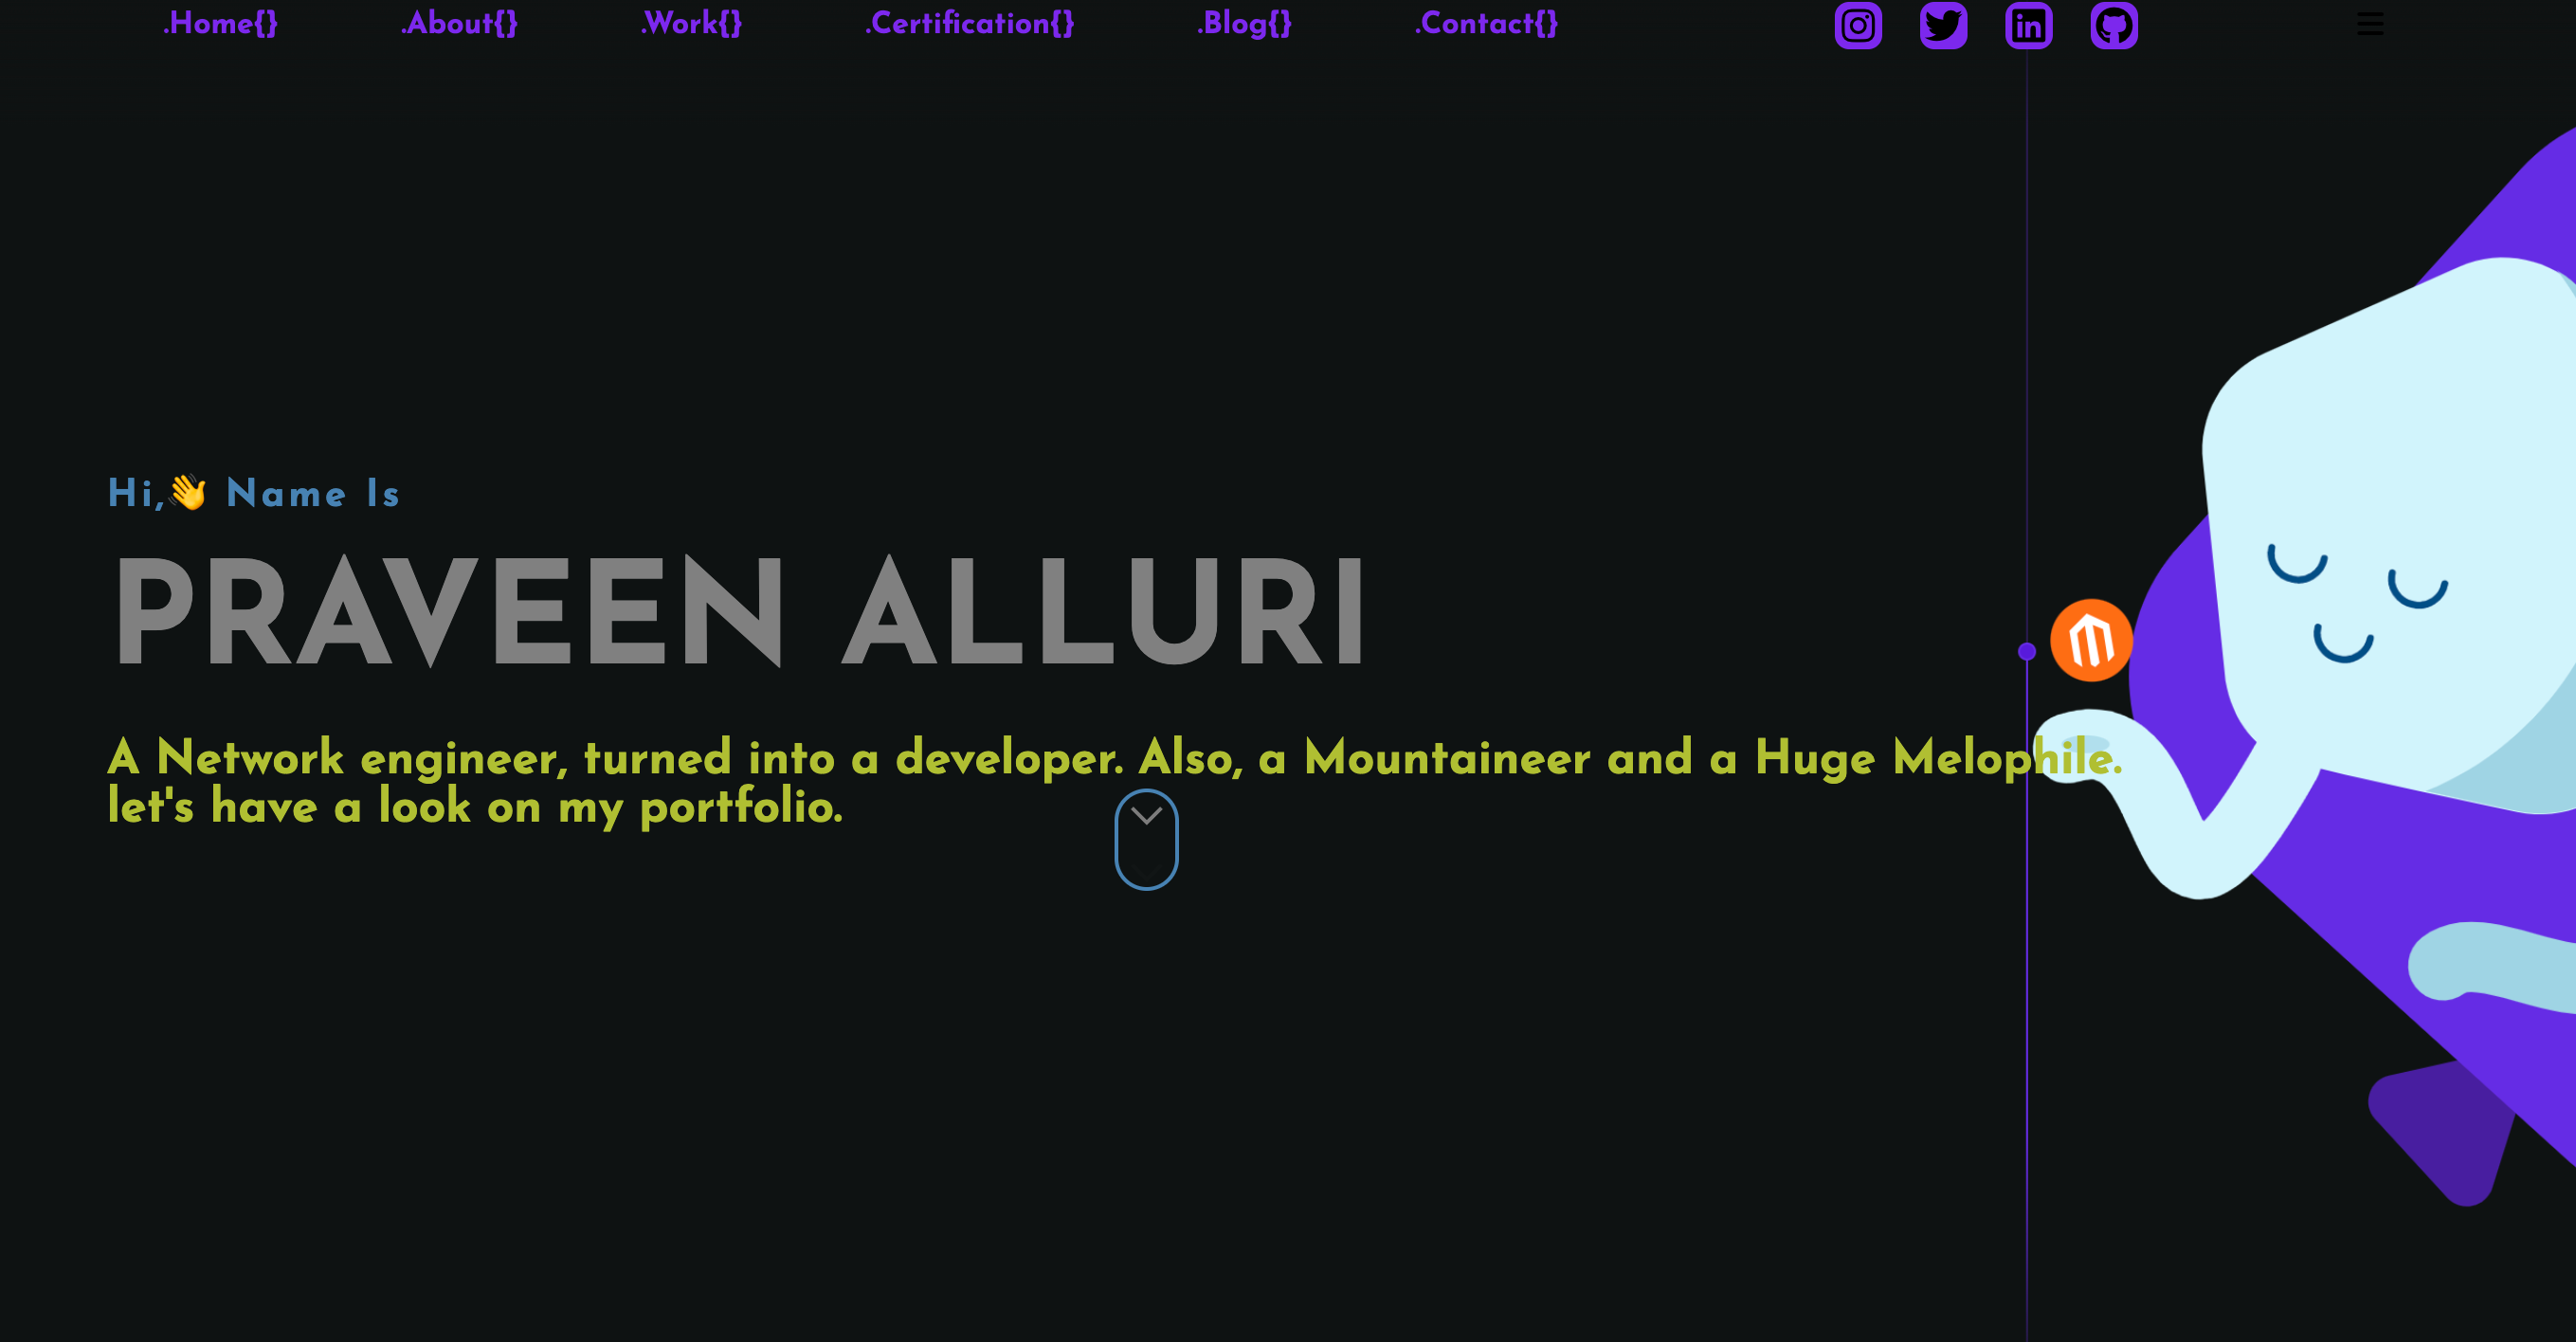 .Home{} .About{} .Work{} .Certification{} .Blog{} .Contact{}
Hi,👋 Name Is
PRAVEEN ALLURI
A Network engineer, turned into a developer. Also, a Mountaineer and a Huge Melophile.
let's have a look on my portfolio.